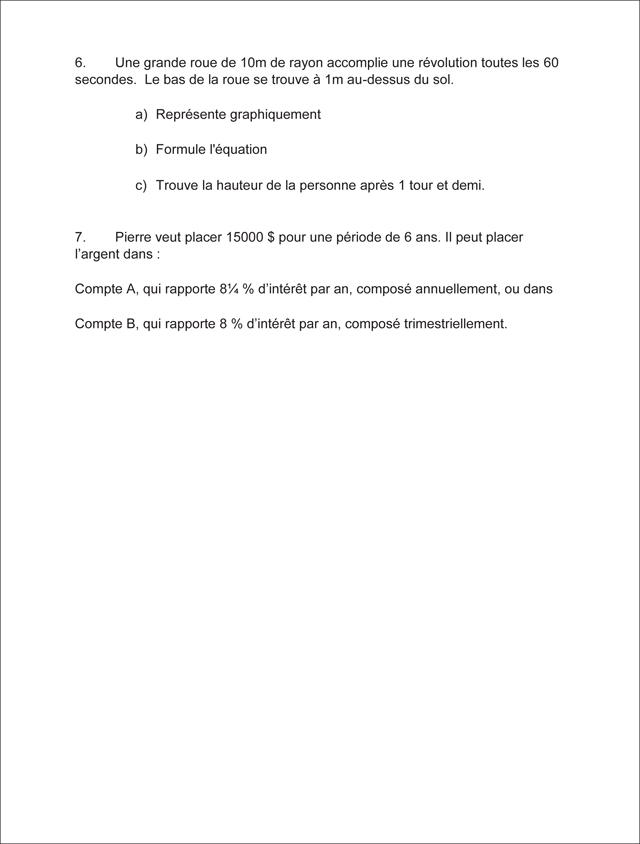 6. Une grande roue de 10m de rayon accomplie une révolution toutes les 60
secondes. Le bas de la roue se trouve à 1m au-dessus du sol.
a) Représente graphiquement
b) Formule l'équation
c) Trouve la hauteur de la personne après 1 tour et demi.
7. Pierre veut placer 15000 $ pour une période de 6 ans. Il peut placer
l’argent dans :
Compte A, qui rapporte 8¼ % d’intérêt par an, composé annuellement, ou dans
Compte B, qui rapporte 8 % d’intérêt par an, composé trimestriellement.